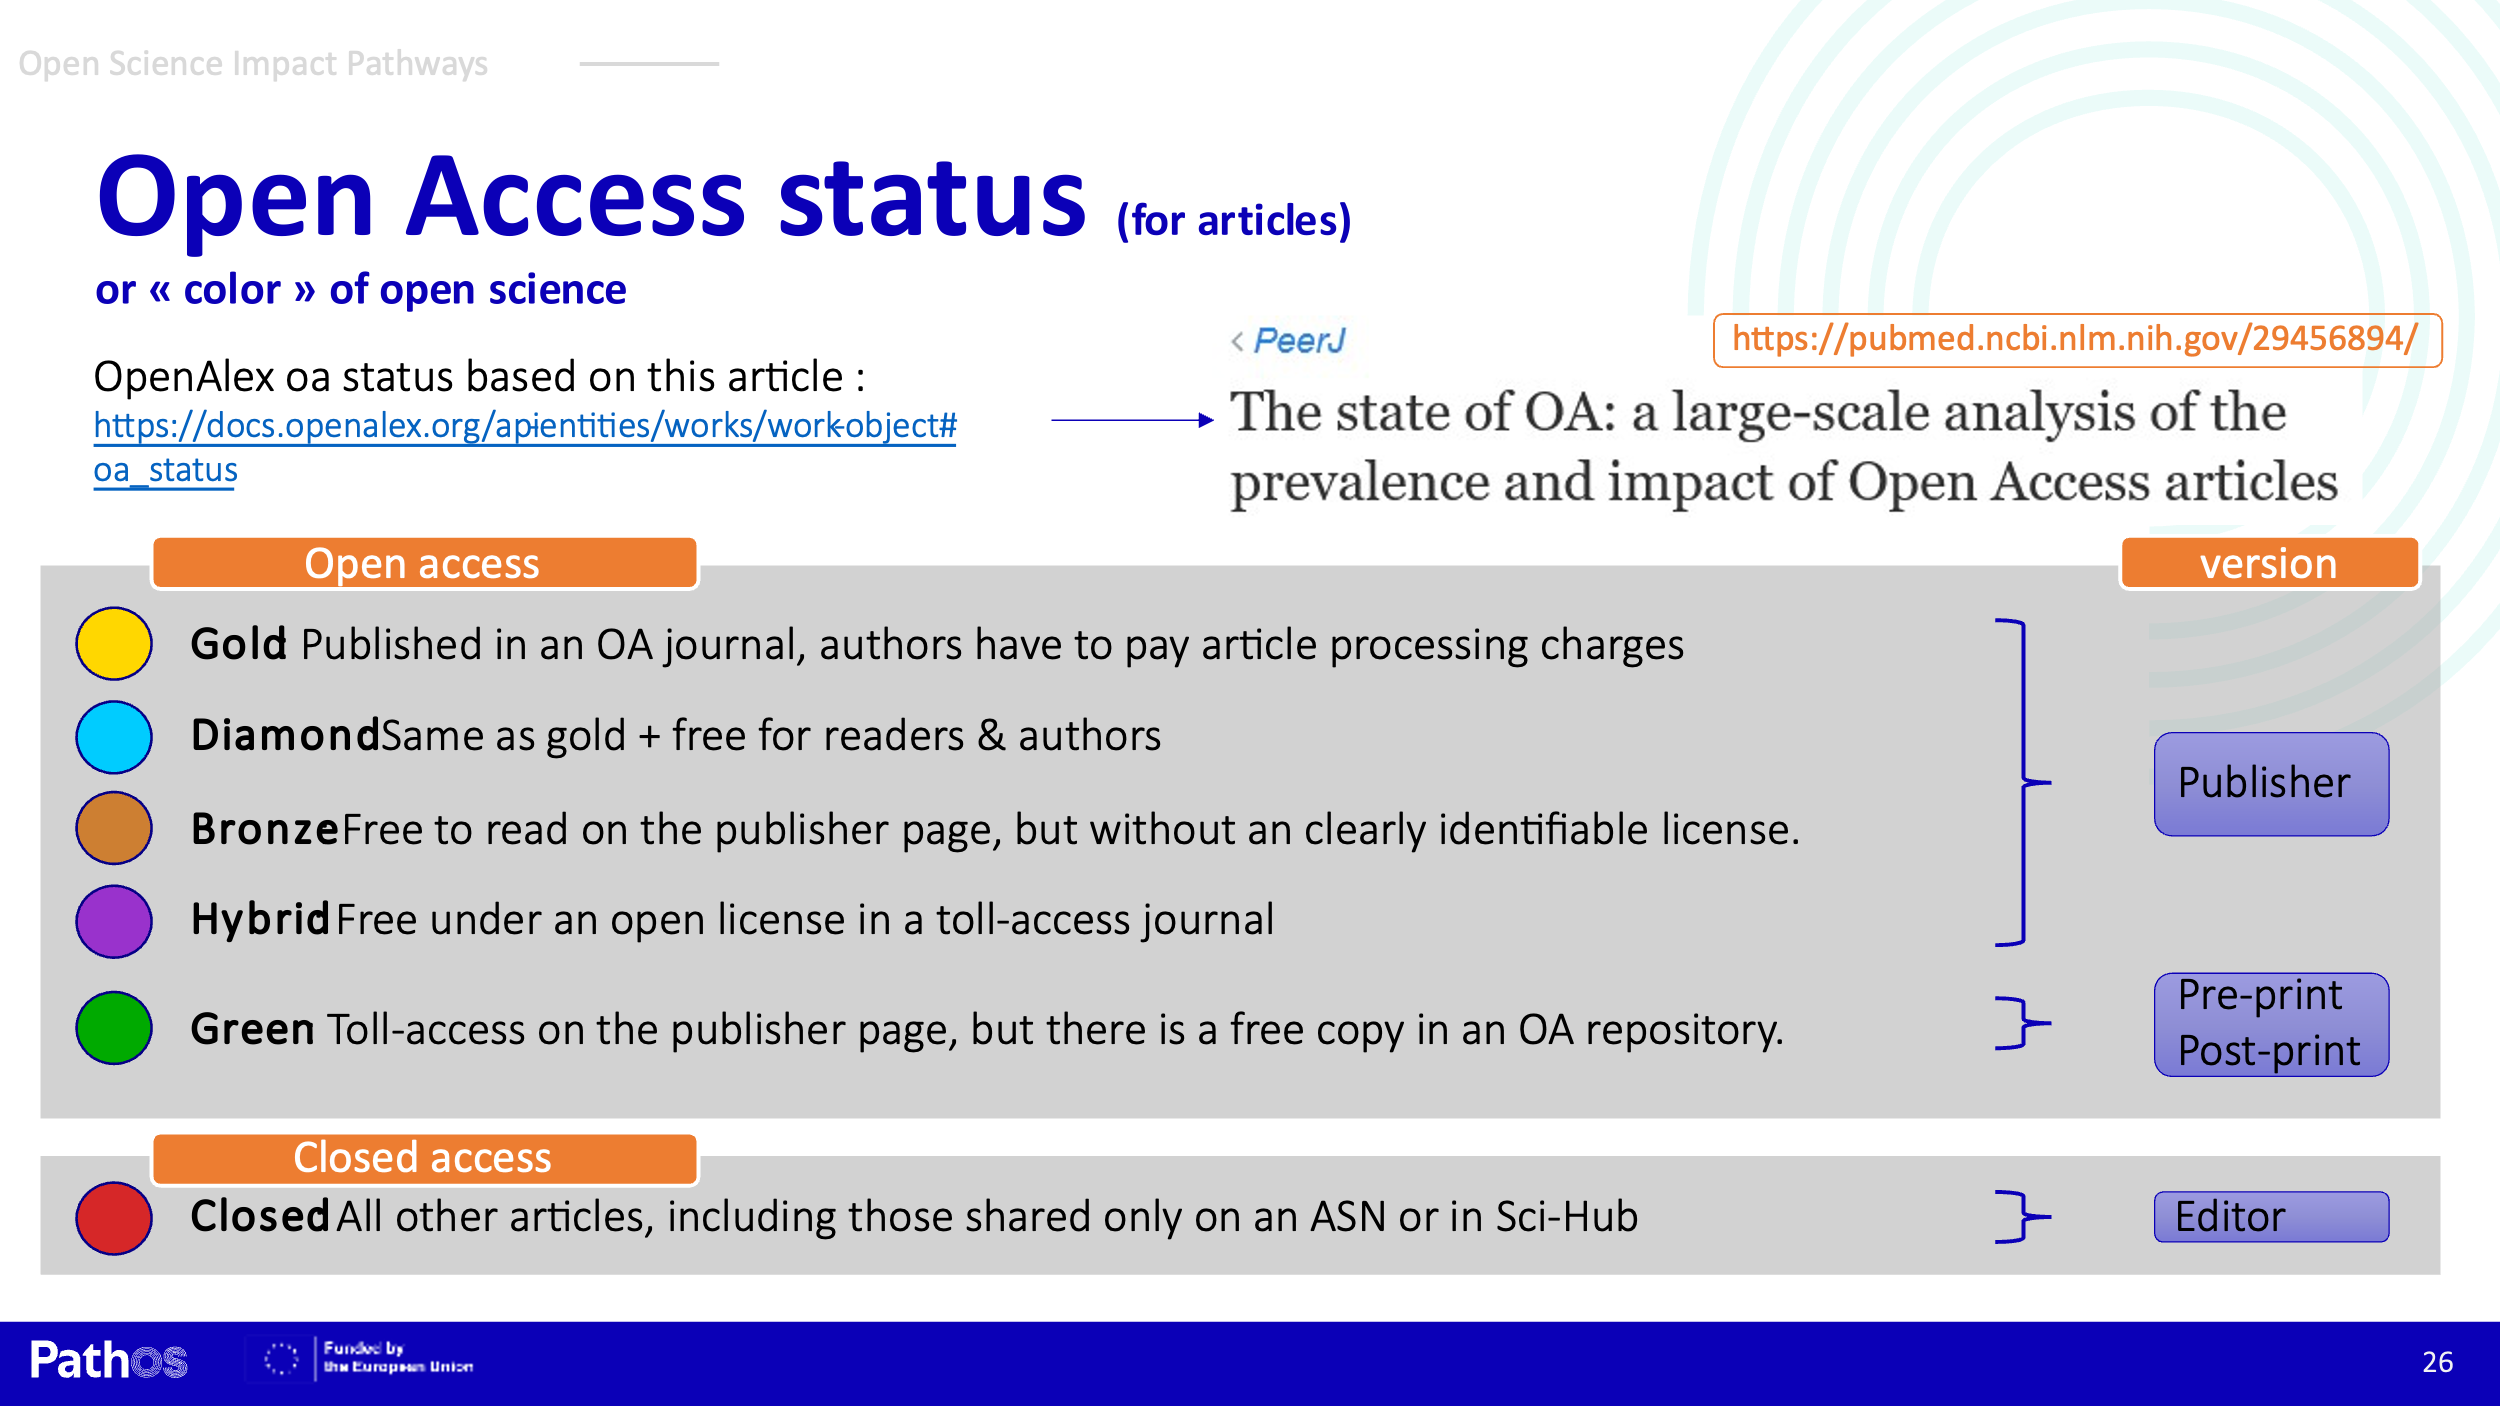 Open Science Impact Pathways
Open Access status (for articles)
or « color » of open science
OpenAlex oa status based on this article :
https://docs.openalex.org/api-entities/works/work-object#
oa_status
< PeerJ
https://pubmed.ncbi.nlm.nih.gov/29456894/
The state of OA: a large-scale analysis of the
prevalence and impact of Open Access articles
Open access
version
Gold Published in an OA journal, authors have to pay article processing charges
Diamond Same as gold + free for readers & authors
Bronze Free to read on the publisher page, but without an clearly identifiable license.
Hybrid Free under an open license in a toll-access journal
Publisher
Green Toll-access on the publisher page, but there is a free copy in an OA repository.
Pre-print
Post-print
Closed access
Closed All other articles, including those shared only on an ASN or in Sci-Hub
Editor
PathOS
Funded by
the European Union
26